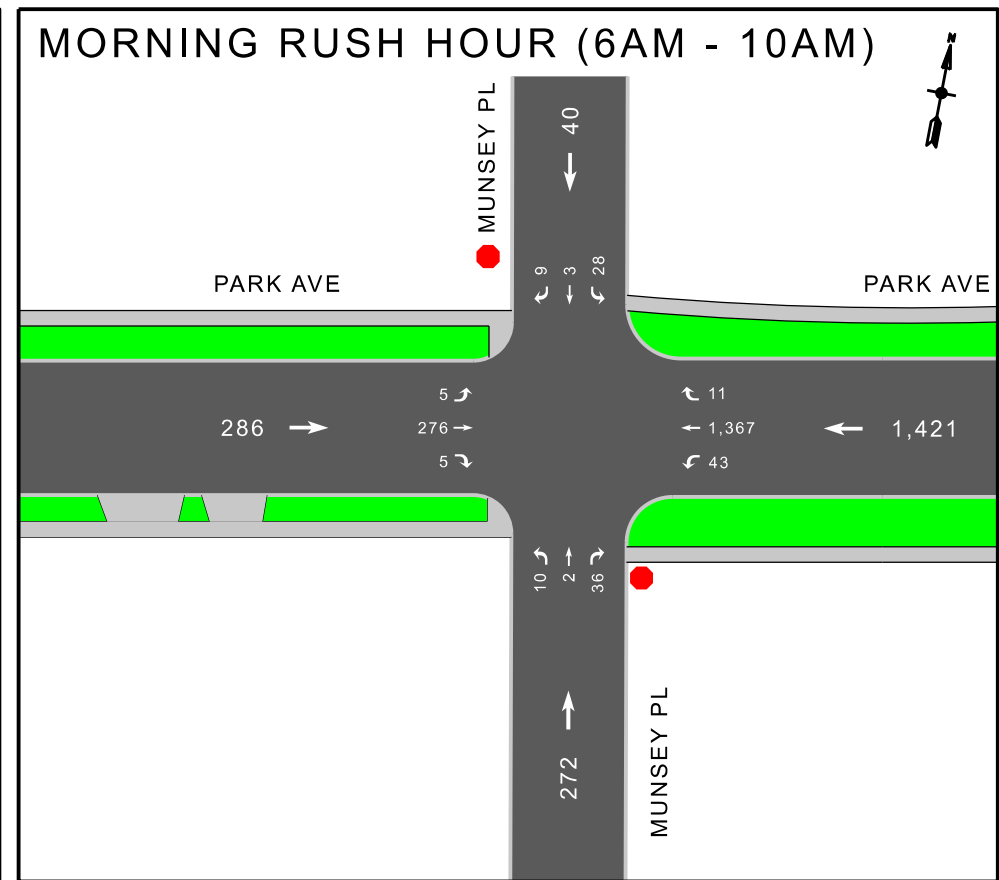 MORNING RUSH HOUR (6AM - 10AM)
N
MUNSEY PL
40
9 3 28
PARK AVE
PARK AVE
5
11
286
276
1,367
1,421
5
43
10 2 36
272
MUNSEY PL